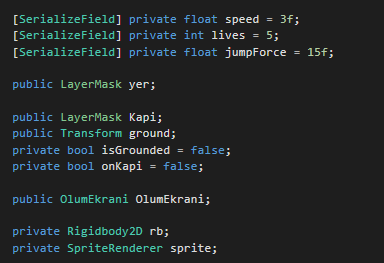 [SerializeField] private float speed = 3f;
[SerializeField] private int lives = 5;
[SerializeField] private float jumpForce = 15f;
public LayerMask yer;
public LayerMask Kapi;
public Transform ground;
private bool isGrounded = false;
private bool onKapi = false;
public OlumEkrani OlumEkrani;
private Rigidbody2D rb;
private SpriteRenderer sprite;